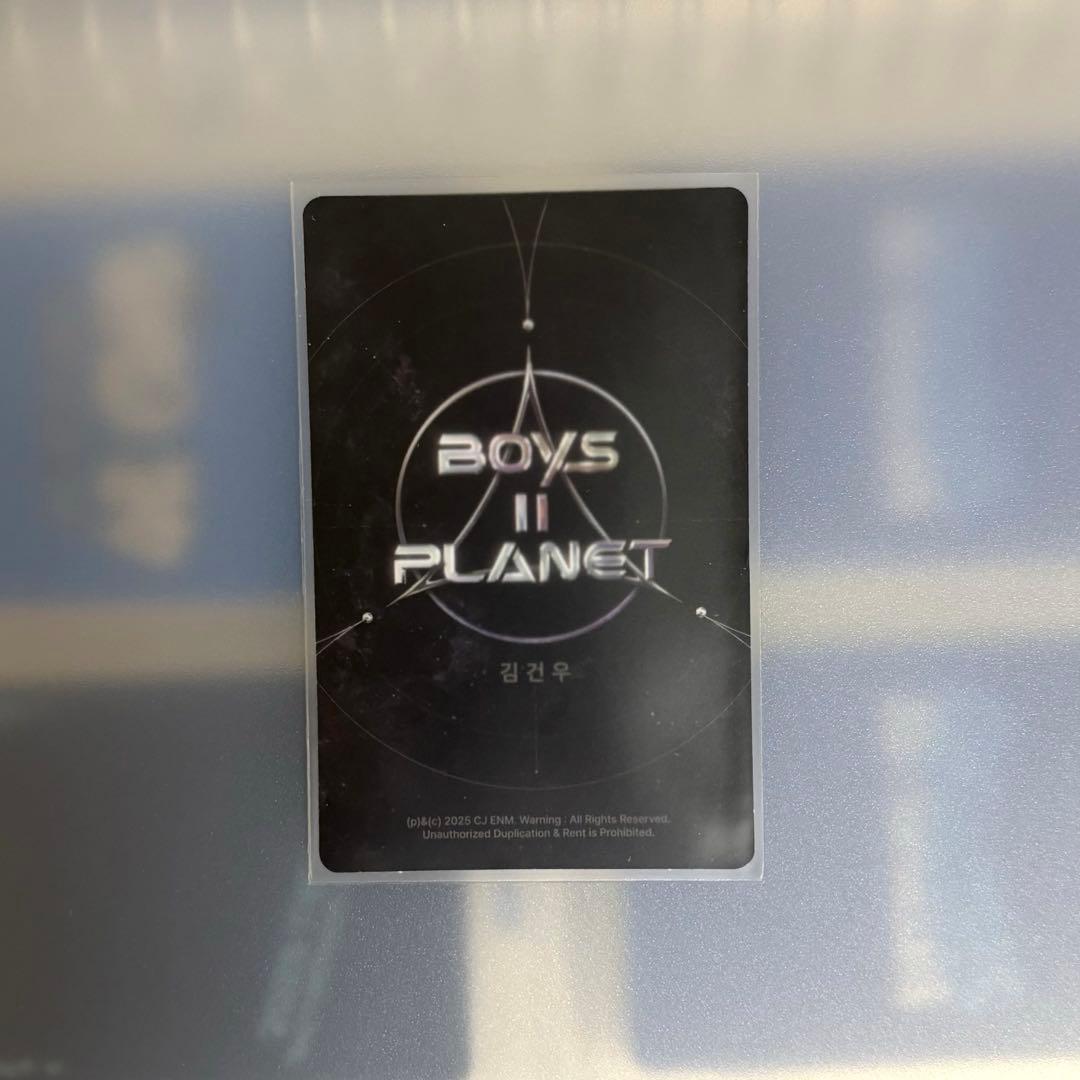 BOYS
II
PLANET
김건우
(p)&(c) 2025 CJ ENM. Warning : All Rights Reserved.
Unauthorized Duplication & Rent is Prohibited.